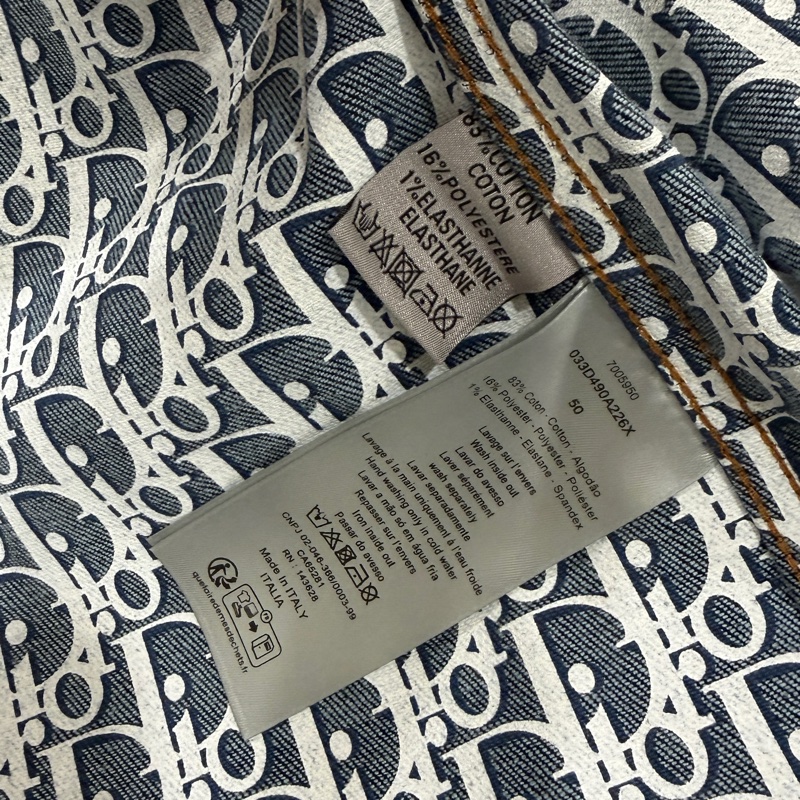 83%COTTON
COTON
16%POLYESTERE
1%ELASTHANNE
ELASTHANE
7005950
033D490A226X
50
83% Coton - Cotton - Algodão
16% Polyester - Polyester - Poliéster
1% Elasthanne - Elastane - Spandex
Lavage sur l'envers
Wash inside out
Lavar do avesso
Laver séparément
wash separately
Lavar separadamente
Lavage à la main uniquement à l'eau froide
Hand washing only in cold water
Lavar a mão só em água fria
Repasser sur l'envers
Iron inside out
Passar do avesso
CNPJ 02-046-366/0003-99
CA65281
RN : 143628
Made in ITALY
ITALIA
quefairedemesdechets.fr
Dior